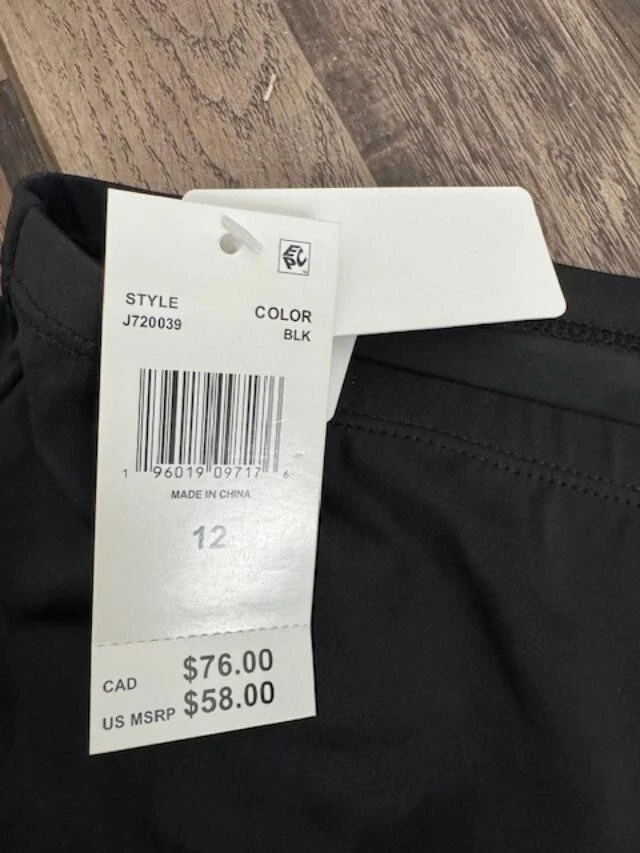 EPC
STYLE
J720039
COLOR
BLK
1 96019 09717 6
MADE IN CHINA
12
CAD $76.00
US MSRP $58.00